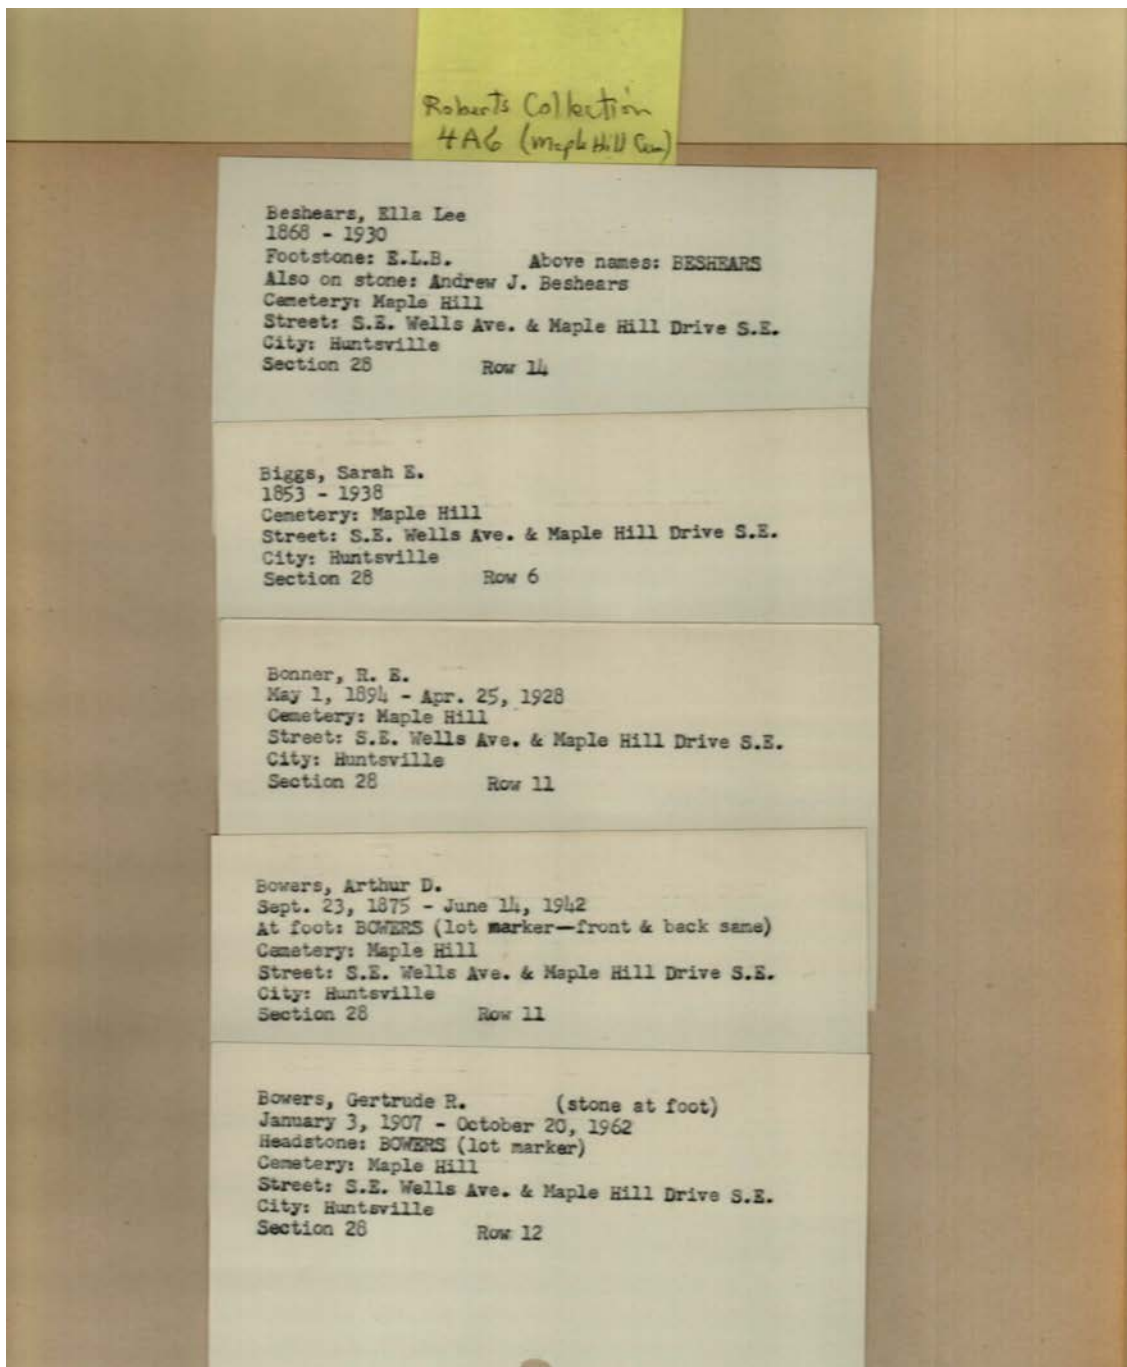 Roberts Collection
4A6 (Maple Hill Cem)
Beshears, Ella Lee
1868 - 1930
Footstone: E.L.B. Above names: BESHEARS
Also on stone: Andrew J. Beshears
Cemetery: Maple Hill
Street: S.E. Wells Ave. & Maple Hill Drive S.E.
City: Huntsville
Section 28 Row 14
Biggs, Sarah E.
1853 - 1938
Cemetery: Maple Hill
Street: S.E. Wells Ave. & Maple Hill Drive S.E.
City: Huntsville
Section 28 Row 6
Bonner, R. E.
May 1, 1894 - Apr. 25, 1928
Cemetery: Maple Hill
Street: S.E. Wells Ave. & Maple Hill Drive S.E.
City: Huntsville
Section 28 Row 11
Bowers, Arthur D.
Sept. 23, 1875 - June 14, 1942
At foot: BOWERS (lot marker—front & back same)
Cemetery: Maple Hill
Street: S.E. Wells Ave. & Maple Hill Drive S.E.
City: Huntsville
Section 28 Row 11
Bowers, Gertrude R. (stone at foot)
January 3, 1907 - October 20, 1962
Headstone: BOWERS (lot marker)
Cemetery: Maple Hill
Street: S.E. Wells Ave. & Maple Hill Drive S.E.
City: Huntsville
Section 28 Row 12